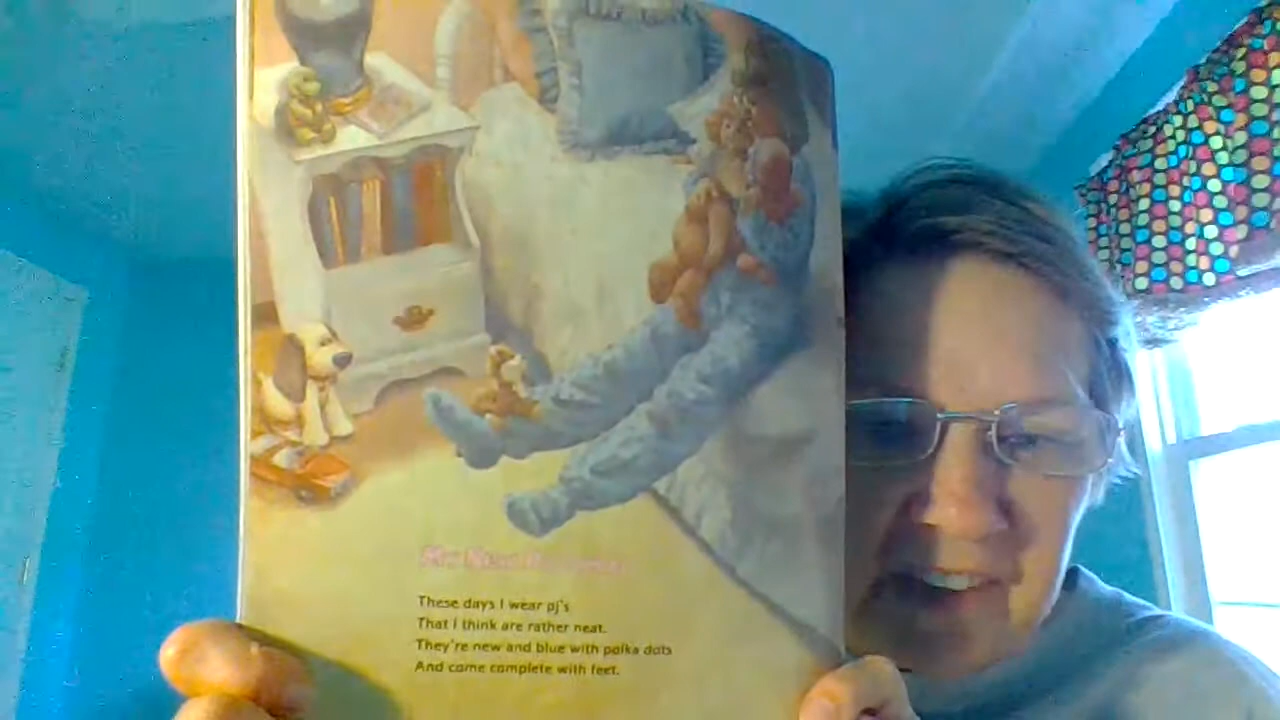 These days I wear pj's
That I think are rather neat.
They're new and blue with polka dots
And come complete with feet.